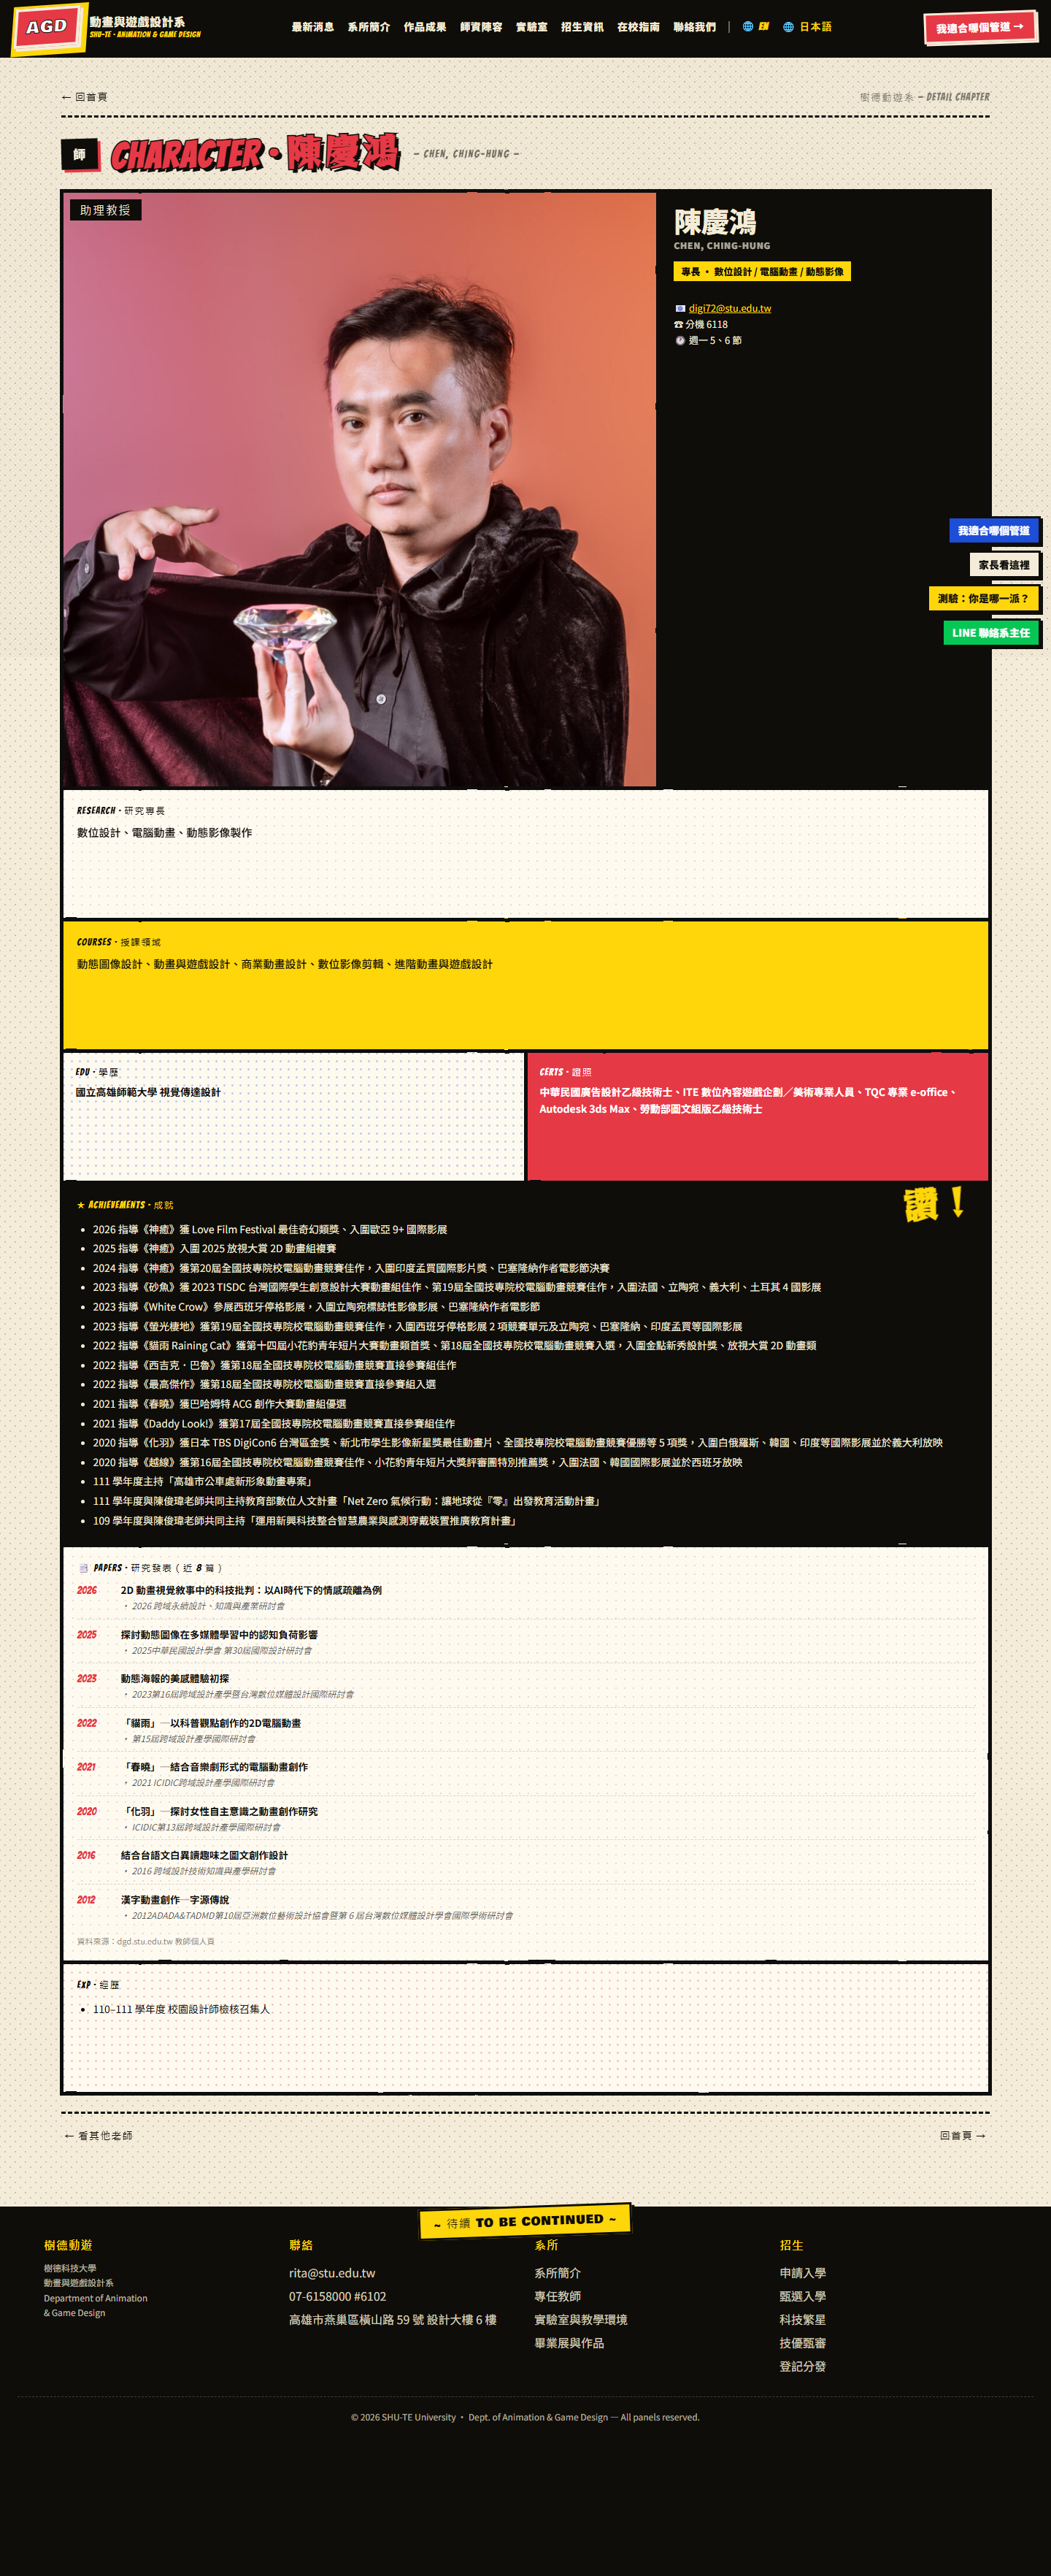 AGD
動畫與遊戲設計系
SHU-TE · ANIMATION & GAME DESIGN
最新消息 系所簡介 作品成果 師資陣容 實驗室 招生資訊 在校指南 聯絡我們 | 🌐 EN 🌐 日本語
我適合哪個管道 →
← 回首頁
樹德動遊系 — DETAIL CHAPTER
師
CHARACTER · 陳慶鴻
— CHEN, CHING-HUNG —
助理教授
陳慶鴻
CHEN, CHING-HUNG
專長 · 數位設計 / 電腦動畫 / 動態影像
📧 digi72@stu.edu.tw
☎ 分機 6118
🕐 週一 5、6 節
我適合哪個管道
家長看這裡
測驗：你是哪一派？
LINE 聯絡系主任
RESEARCH · 研究專長
數位設計、電腦動畫、動態影像製作
COURSES · 授課領域
動態圖像設計、動畫與遊戲設計、商業動畫設計、數位影像剪輯、進階動畫與遊戲設計
EDU · 學歷
國立高雄師範大學 視覺傳達設計
CERTS · 證照
中華民國廣告設計乙級技術士、ITE 數位內容遊戲企劃／美術專業人員、TQC 專業 e-office、
Autodesk 3ds Max、勞動部圖文組版乙級技術士
★ ACHIEVEMENTS · 成就
讚！
• 2026 指導《神癒》獲 Love Film Festival 最佳奇幻類獎、入圍歐亞 9+ 國際影展
• 2025 指導《神癒》入圍 2025 放視大賞 2D 動畫組複賽
• 2024 指導《神癒》獲第20屆全國技專院校電腦動畫競賽佳作，入圍印度孟買國際影片獎、巴塞隆納作者電影節決賽
• 2023 指導《砂魚》獲 2023 TISDC 台灣國際學生創意設計大賽動畫組佳作、第19屆全國技專院校電腦動畫競賽佳作，入圍法國、立陶宛、義大利、土耳其 4 國影展
• 2023 指導《White Crow》參展西班牙停格影展，入圍立陶宛標誌性影像影展、巴塞隆納作者電影節
• 2023 指導《螢光棲地》獲第19屆全國技專院校電腦動畫競賽佳作，入圍西班牙停格影展 2 項競賽單元及立陶宛、巴塞隆納、印度孟買等國際影展
• 2022 指導《貓雨 Raining Cat》獲第十四屆小花豹青年短片大賽動畫類首獎、第18屆全國技專院校電腦動畫競賽入選，入圍金點新秀設計獎、放視大賞 2D 動畫類
• 2022 指導《西吉克．巴魯》獲第18屆全國技專院校電腦動畫競賽直接參賽組佳作
• 2022 指導《最高傑作》獲第18屆全國技專院校電腦動畫競賽直接參賽組入選
• 2021 指導《春曉》獲巴哈姆特 ACG 創作大賽動畫組優選
• 2021 指導《Daddy Look!》獲第17屆全國技專院校電腦動畫競賽直接參賽組佳作
• 2020 指導《化羽》獲日本 TBS DigiCon6 台灣區金獎、新北市學生影像新星獎最佳動畫片、全國技專院校電腦動畫競賽優勝等 5 項獎，入圍白俄羅斯、韓國、印度等國際影展並於義大利放映
• 2020 指導《越線》獲第16屆全國技專院校電腦動畫競賽佳作、小花豹青年短片大獎評審團特別推薦獎，入圍法國、韓國國際影展並於西班牙放映
• 111 學年度主持「高雄市公車處新形象動畫專案」
• 111 學年度與陳俊瑋老師共同主持教育部數位人文計畫「Net Zero 氣候行動：讓地球從『零』出發教育活動計畫」
• 109 學年度與陳俊瑋老師共同主持「運用新興科技整合智慧農業與感測穿戴裝置推廣教育計畫」
PAPERS · 研究發表（近 8 篇）
2026 2D 動畫視覺敘事中的科技批判：以AI時代下的情感疏離為例
· 2026 跨域永續設計、知識與產業研討會
2025 探討動態圖像在多媒體學習中的認知負荷影響
· 2025中華民國設計學會 第30屆國際設計研討會
2023 動態海報的美感體驗初探
· 2023第16屆跨域設計產學暨台灣數位媒體設計國際研討會
2022 「貓雨」—以科普觀點創作的2D電腦動畫
· 第15屆跨域設計產學國際研討會
2021 「春曉」—結合音樂劇形式的電腦動畫創作
· 2021 ICIDIC跨域設計產學國際研討會
2020 「化羽」—探討女性自主意識之動畫創作研究
· ICIDIC第13屆跨域設計產學國際研討會
2016 結合台語文白異讀趣味之圖文創作設計
· 2016 跨域設計技術知識與產學研討會
2012 漢字動畫創作—字源傳說
· 2012ADADA&TADMD第10屆亞洲數位藝術設計協會暨第 6 屆台灣數位媒體設計學會國際學術研討會
資料來源：dgd.stu.edu.tw 教師個人頁
EXP · 經歷
• 110–111 學年度 校園設計師檢核召集人
← 看其他老師
回首頁 →
~ 待續 TO BE CONTINUED ~
樹德動遊
樹德科技大學
動畫與遊戲設計系
Department of Animation
& Game Design
聯絡
rita@stu.edu.tw
07-6158000 #6102
高雄市燕巢區橫山路 59 號 設計大樓 6 樓
系所
系所簡介
專任教師
實驗室與教學環境
畢業展與作品
招生
申請入學
甄選入學
科技繁星
技優甄審
登記分發
© 2026 SHU-TE University · Dept. of Animation & Game Design — All panels reserved.